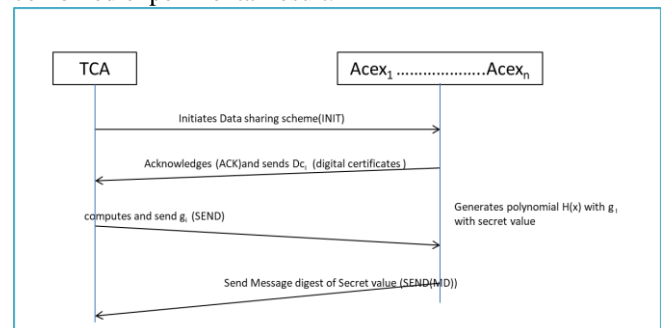 TCA
Acex₁ ………………..Acexₙ
Initiates Data sharing scheme(INIT)
Acknowledges (ACK)and sends Dcᵢ (digital certificates )
computes and send gᵢ (SEND)
Generates polynomial H(x) with gᵢ
with secret value
Send Message digest of Secret value (SEND(MD))